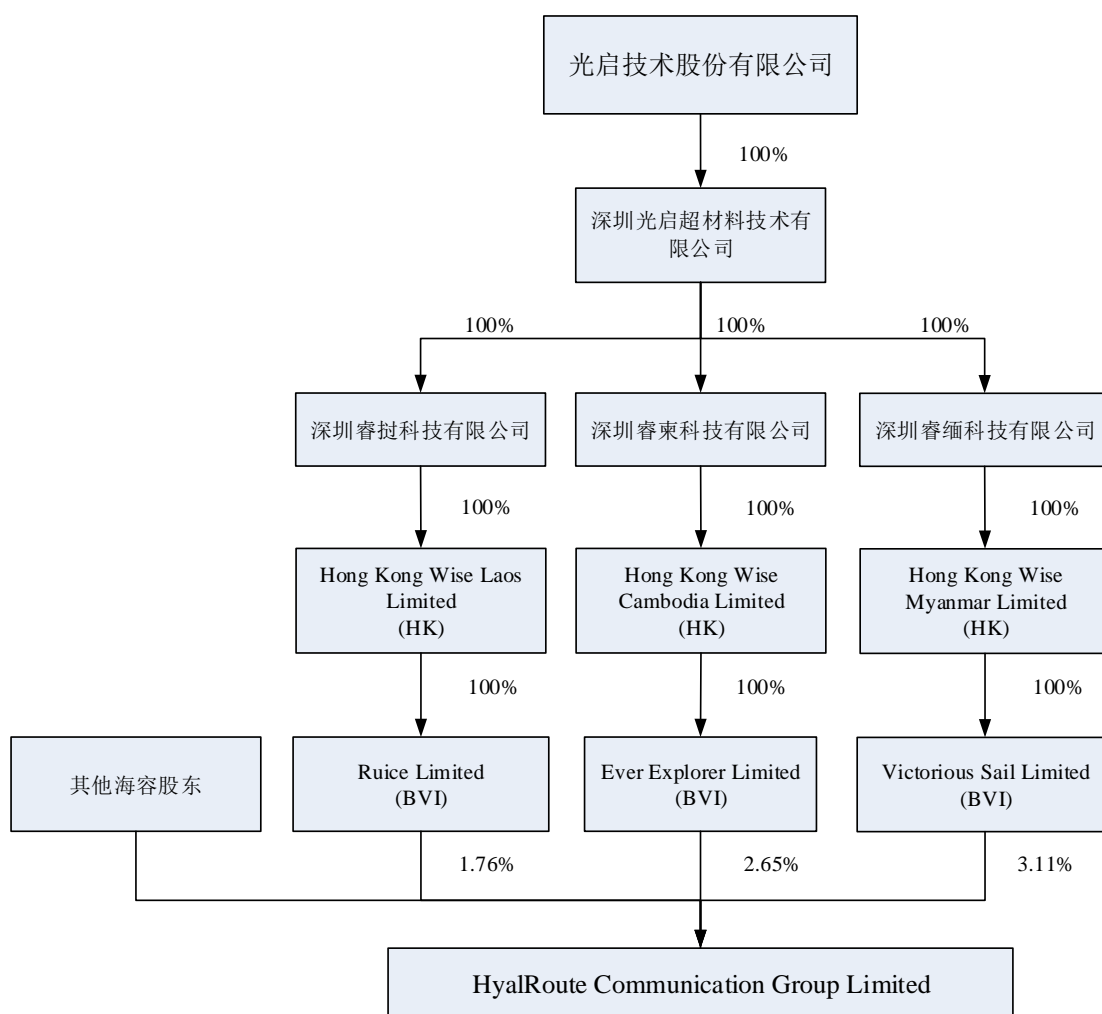 光启技术股份有限公司
100%
深圳光启超材料技术有
限公司
100%
100%
100%
深圳睿挝科技有限公司
深圳睿柬科技有限公司
深圳睿缅科技有限公司
100%
100%
100%
Hong Kong Wise Laos
Limited
(HK)
Hong Kong Wise
Cambodia Limited
(HK)
Hong Kong Wise
Myanmar Limited
(HK)
100%
100%
100%
其他海容股东
Ruice Limited
(BVI)
Ever Explorer Limited
(BVI)
Victorious Sail Limited
(BVI)
1.76%
2.65%
3.11%
HyalRoute Communication Group Limited